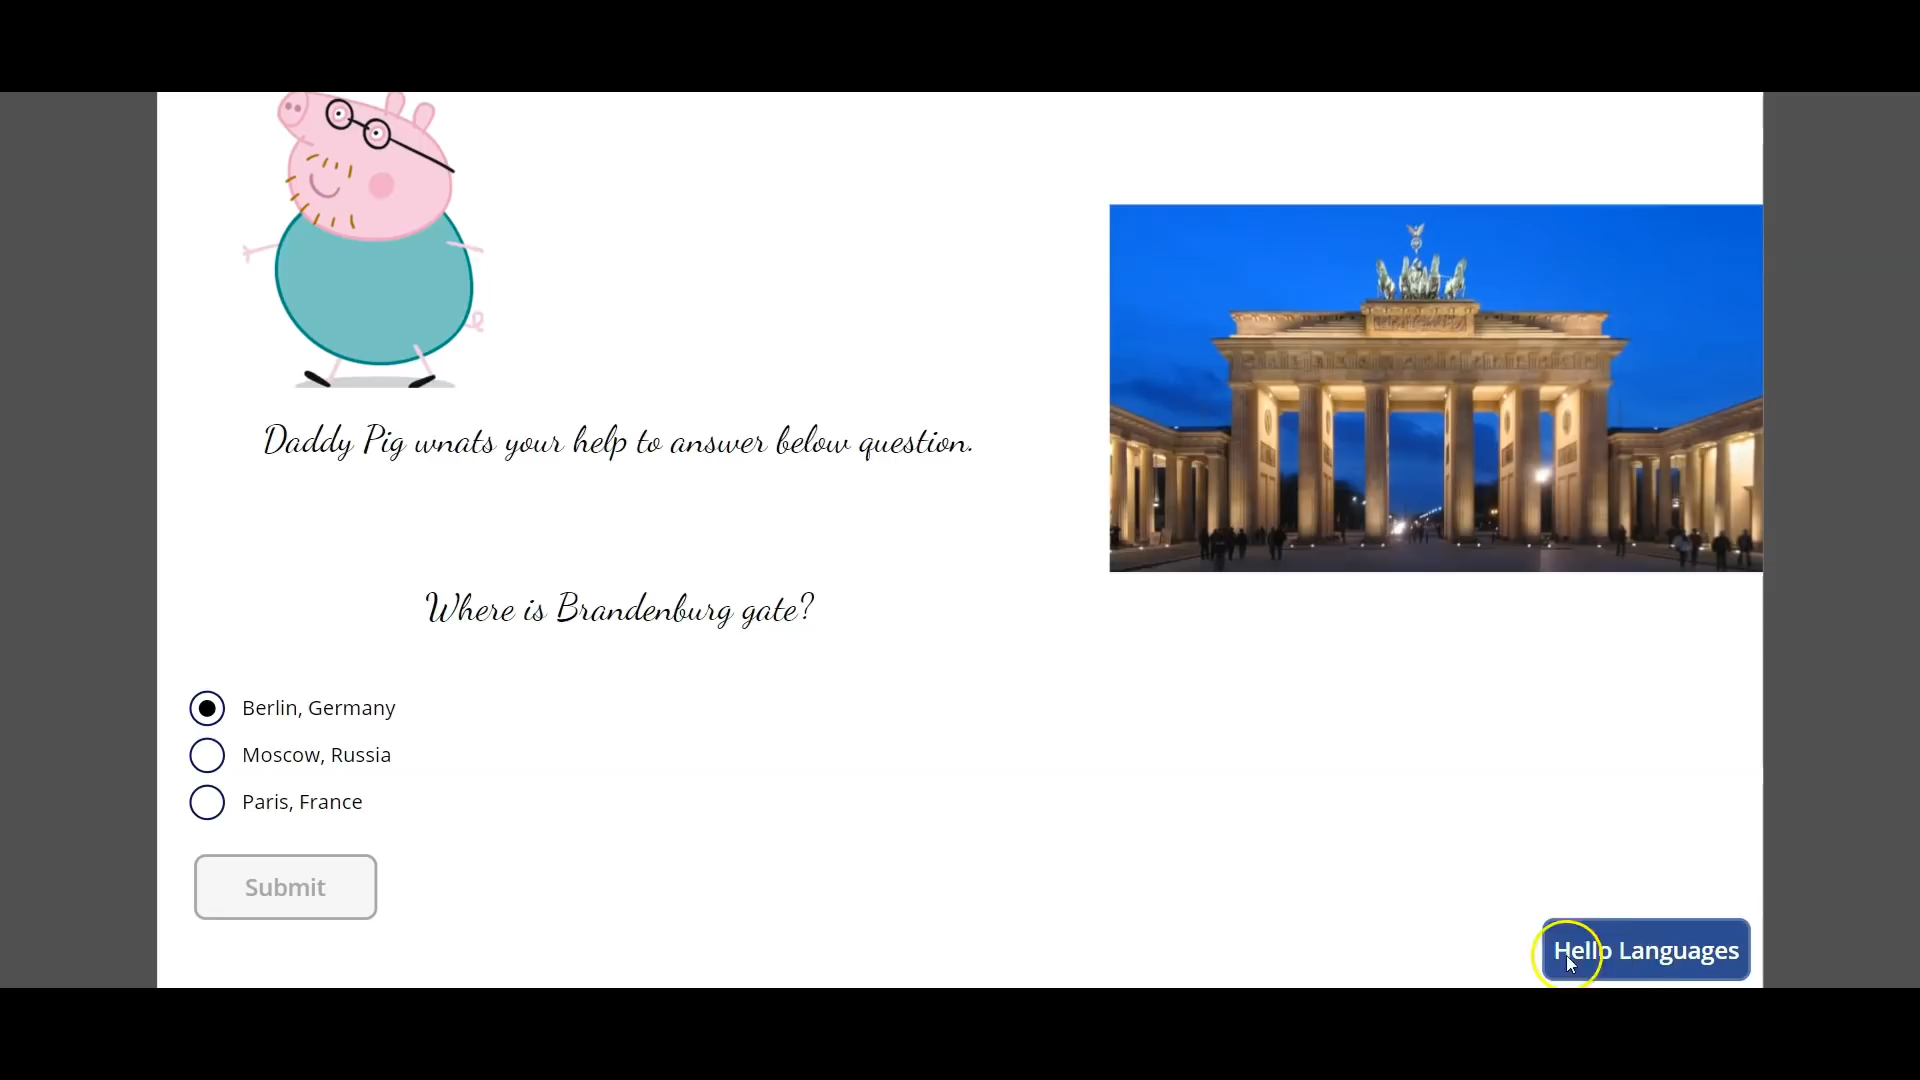 Daddy Pig wnats your help to answer below question.
Where is Brandenburg gate?
Berlin, Germany
Moscow, Russia
Paris, France
Submit
Hello Languages